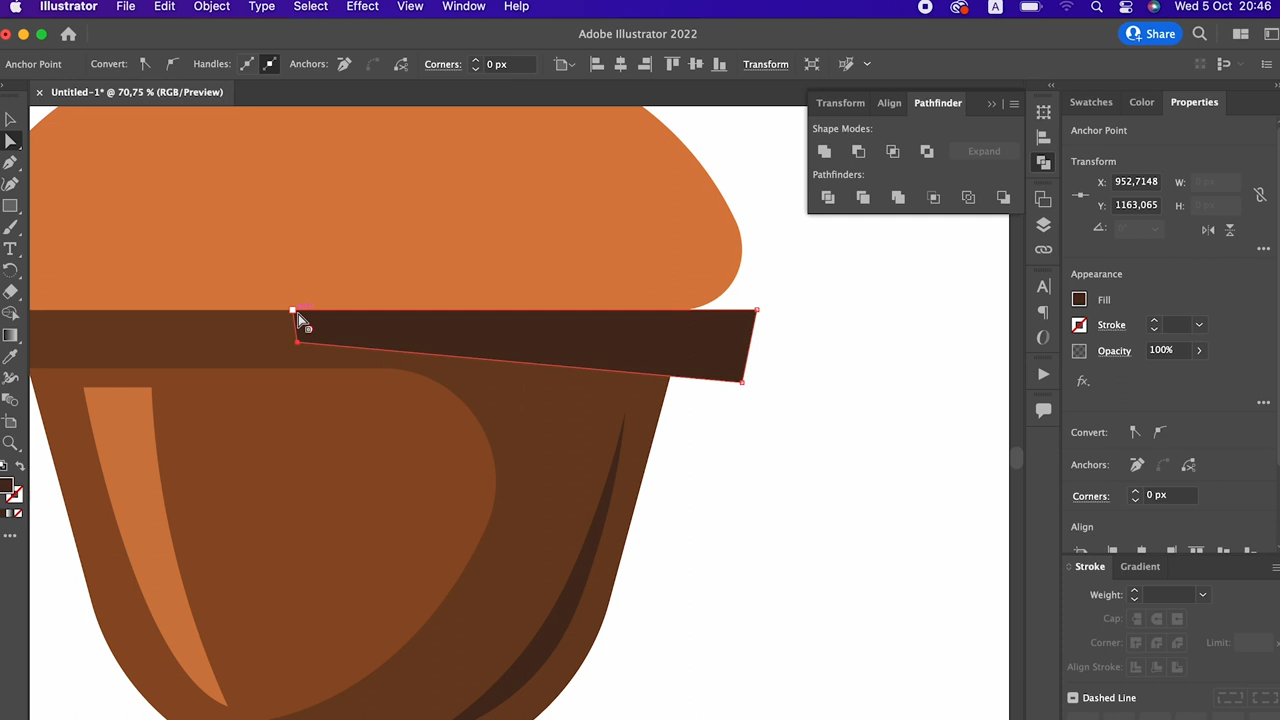 Illustrator File Edit Object Type Select Effect View Window Help A Wed 5 Oct 20:46
Adobe Illustrator 2022 Share
Anchor Point Convert: Handles: Anchors: Corners: 0 px Transform
× Untitled-1* @ 70,75 % (RGB/Preview)
Transform Align Pathfinder
Shape Modes:
Expand
Pathfinders:
Swatches Color Properties
Anchor Point
Transform
X: 952,7148 W: 0 px
Y: 1163,065 H: 0 px
0°
Appearance
Fill
Stroke
Opacity 100%
fx
Convert:
Anchors:
Corners: 0 px
Align
Stroke Gradient
Weight:
Cap:
Corner: Limit:
Align Stroke:
Dashed Line